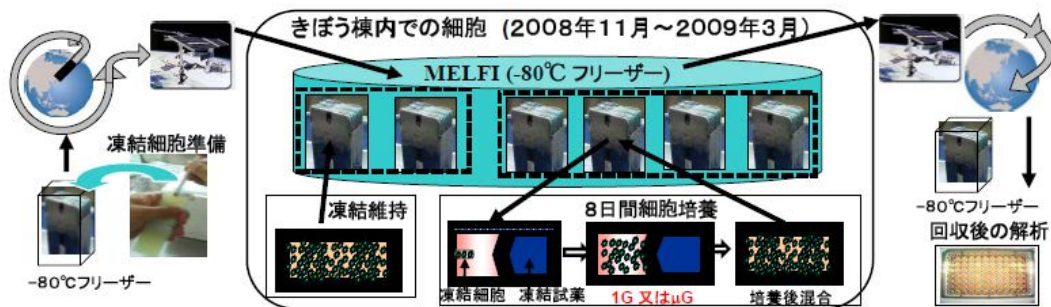 きぼう棟内での細胞 (2008年11月～2009年3月)
MELFI (-80℃ フリーザー)
凍結細胞準備
-80℃フリーザー
凍結維持
8日間細胞培養
凍結細胞
凍結試薬
1G 又はμG
培養後混合
-80℃フリーザー
回収後の解析